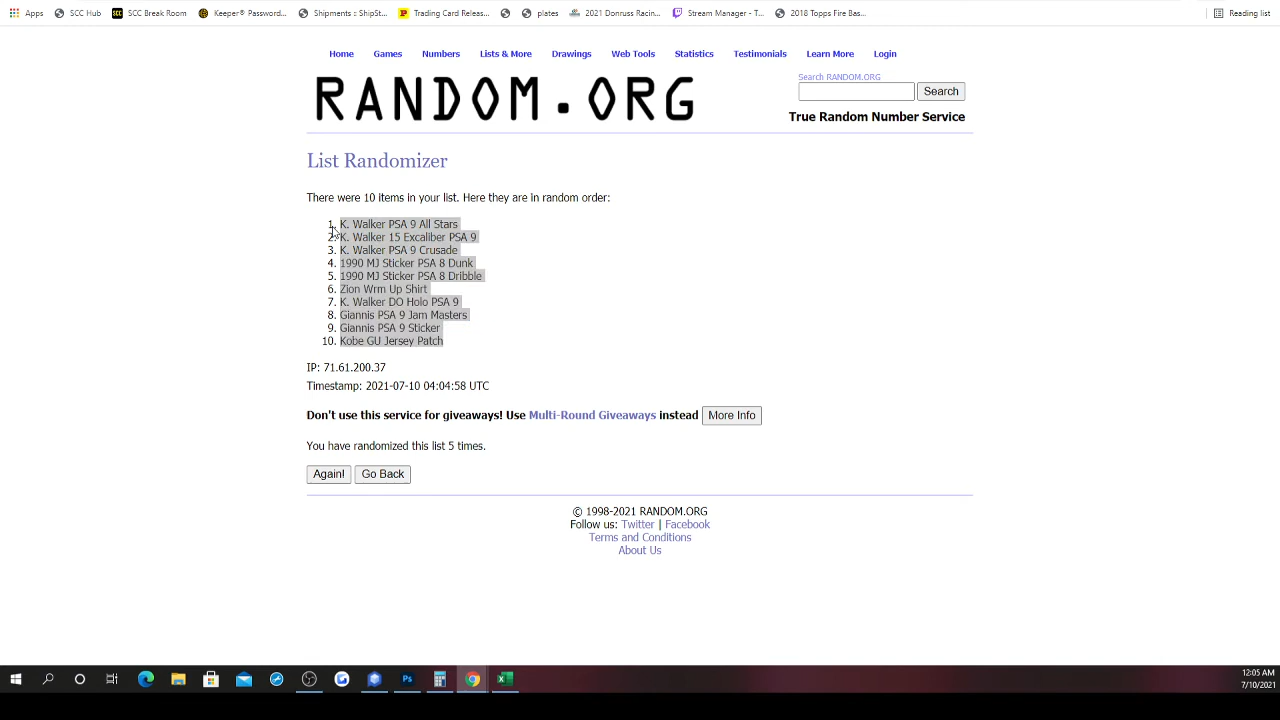 Apps SCC Hub SCC Break Room Keeper® Password... Shipments :: ShipSt... Trading Card Releas... plates 2021 Donruss Racin... Stream Manager - T... 2018 Topps Fire Bas... Reading list
Home Games Numbers Lists & More Drawings Web Tools Statistics Testimonials Learn More Login
RANDOM.ORG
Search RANDOM.ORG
Search
True Random Number Service
List Randomizer
There were 10 items in your list. Here they are in random order:
1. K. Walker PSA 9 All Stars
2. K. Walker 15 Excaliber PSA 9
3. K. Walker PSA 9 Crusade
4. 1990 MJ Sticker PSA 8 Dunk
5. 1990 MJ Sticker PSA 8 Dribble
6. Zion Wrm Up Shirt
7. K. Walker DO Holo PSA 9
8. Giannis PSA 9 Jam Masters
9. Giannis PSA 9 Sticker
10. Kobe GU Jersey Patch
IP: 71.61.200.37
Timestamp: 2021-07-10 04:04:58 UTC
Don't use this service for giveaways! Use Multi-Round Giveaways instead More Info
You have randomized this list 5 times.
Again! Go Back
© 1998-2021 RANDOM.ORG
Follow us: Twitter | Facebook
Terms and Conditions
About Us
12:05 AM
7/10/2021